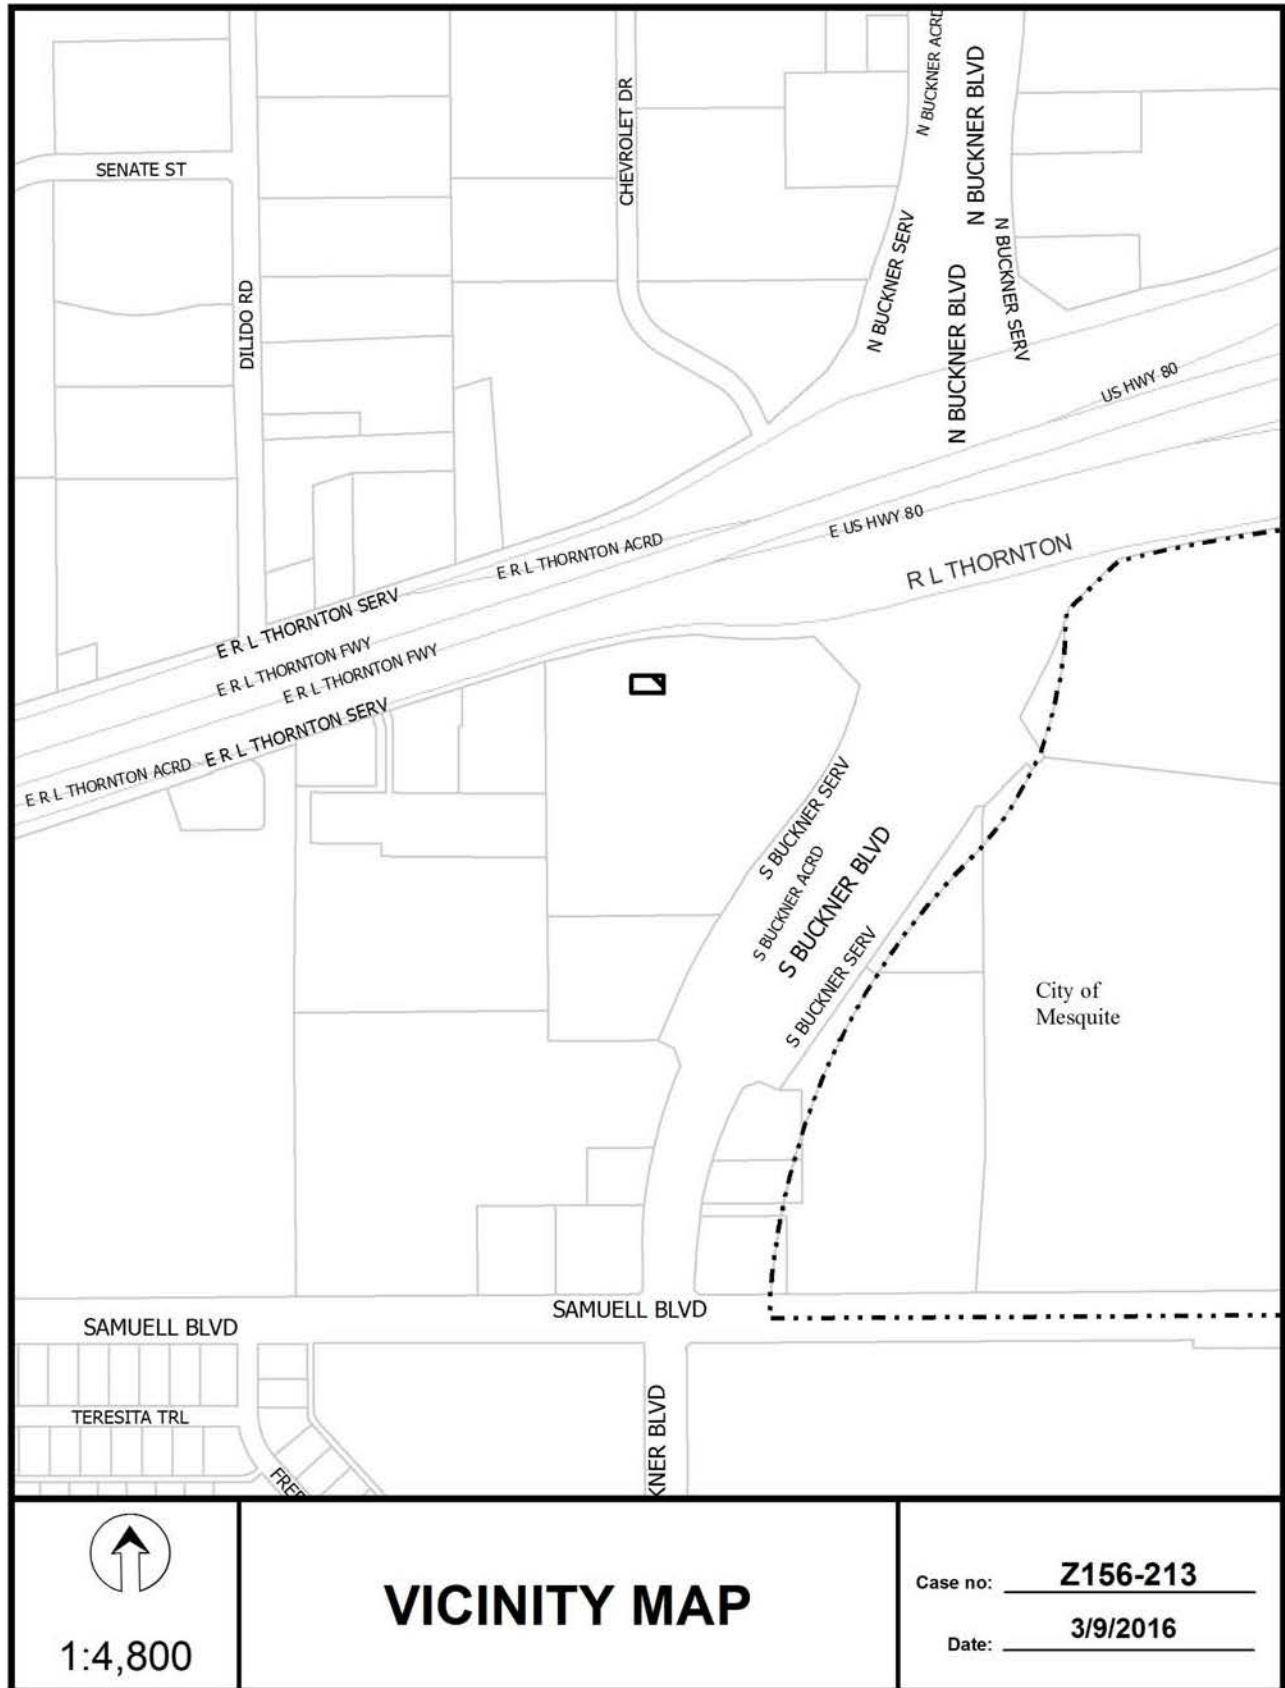 N BUCKNER ACRD
N BUCKNER BLVD
CHEVROLET DR
SENATE ST
N BUCKNER SERV
N BUCKNER SERV
DILIDO RD
N BUCKNER BLVD
US HWY 80
E US HWY 80
R L THORNTON
E R L THORNTON ACRD
E R L THORNTON SERV
E R L THORNTON FWY
E R L THORNTON FWY
E R L THORNTON SERV
E R L THORNTON ACRD
S BUCKNER SERV
S BUCKNER ACRD
S BUCKNER BLVD
S BUCKNER SERV
City of
Mesquite
SAMUELL BLVD
SAMUELL BLVD
TERESITA TRL
KNER BLVD
VICINITY MAP
1:4,800
Case no: Z156-213
Date: 3/9/2016